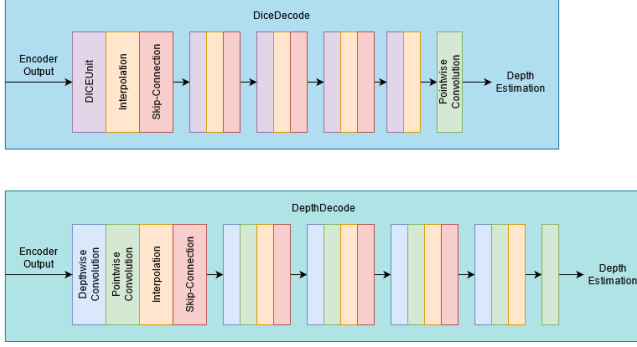 DiceDecode
Encoder
Output
DICEUnit
Interpolation
Skip-Connection
Pointwise
Convolution
Depth
Estimation
DepthDecode
Encoder
Output
Depthwise
Convolution
Pointwise
Convolution
Interpolation
Skip-Connection
Depth
Estimation